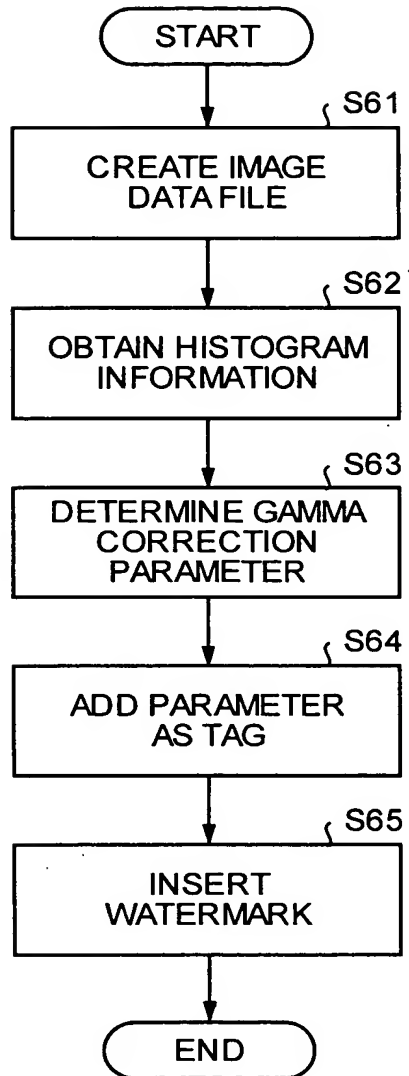 START
S61
CREATE IMAGE
DATA FILE
S62
OBTAIN HISTOGRAM
INFORMATION
S63
DETERMINE GAMMA
CORRECTION
PARAMETER
S64
ADD PARAMETER
AS TAG
S65
INSERT
WATERMARK
END